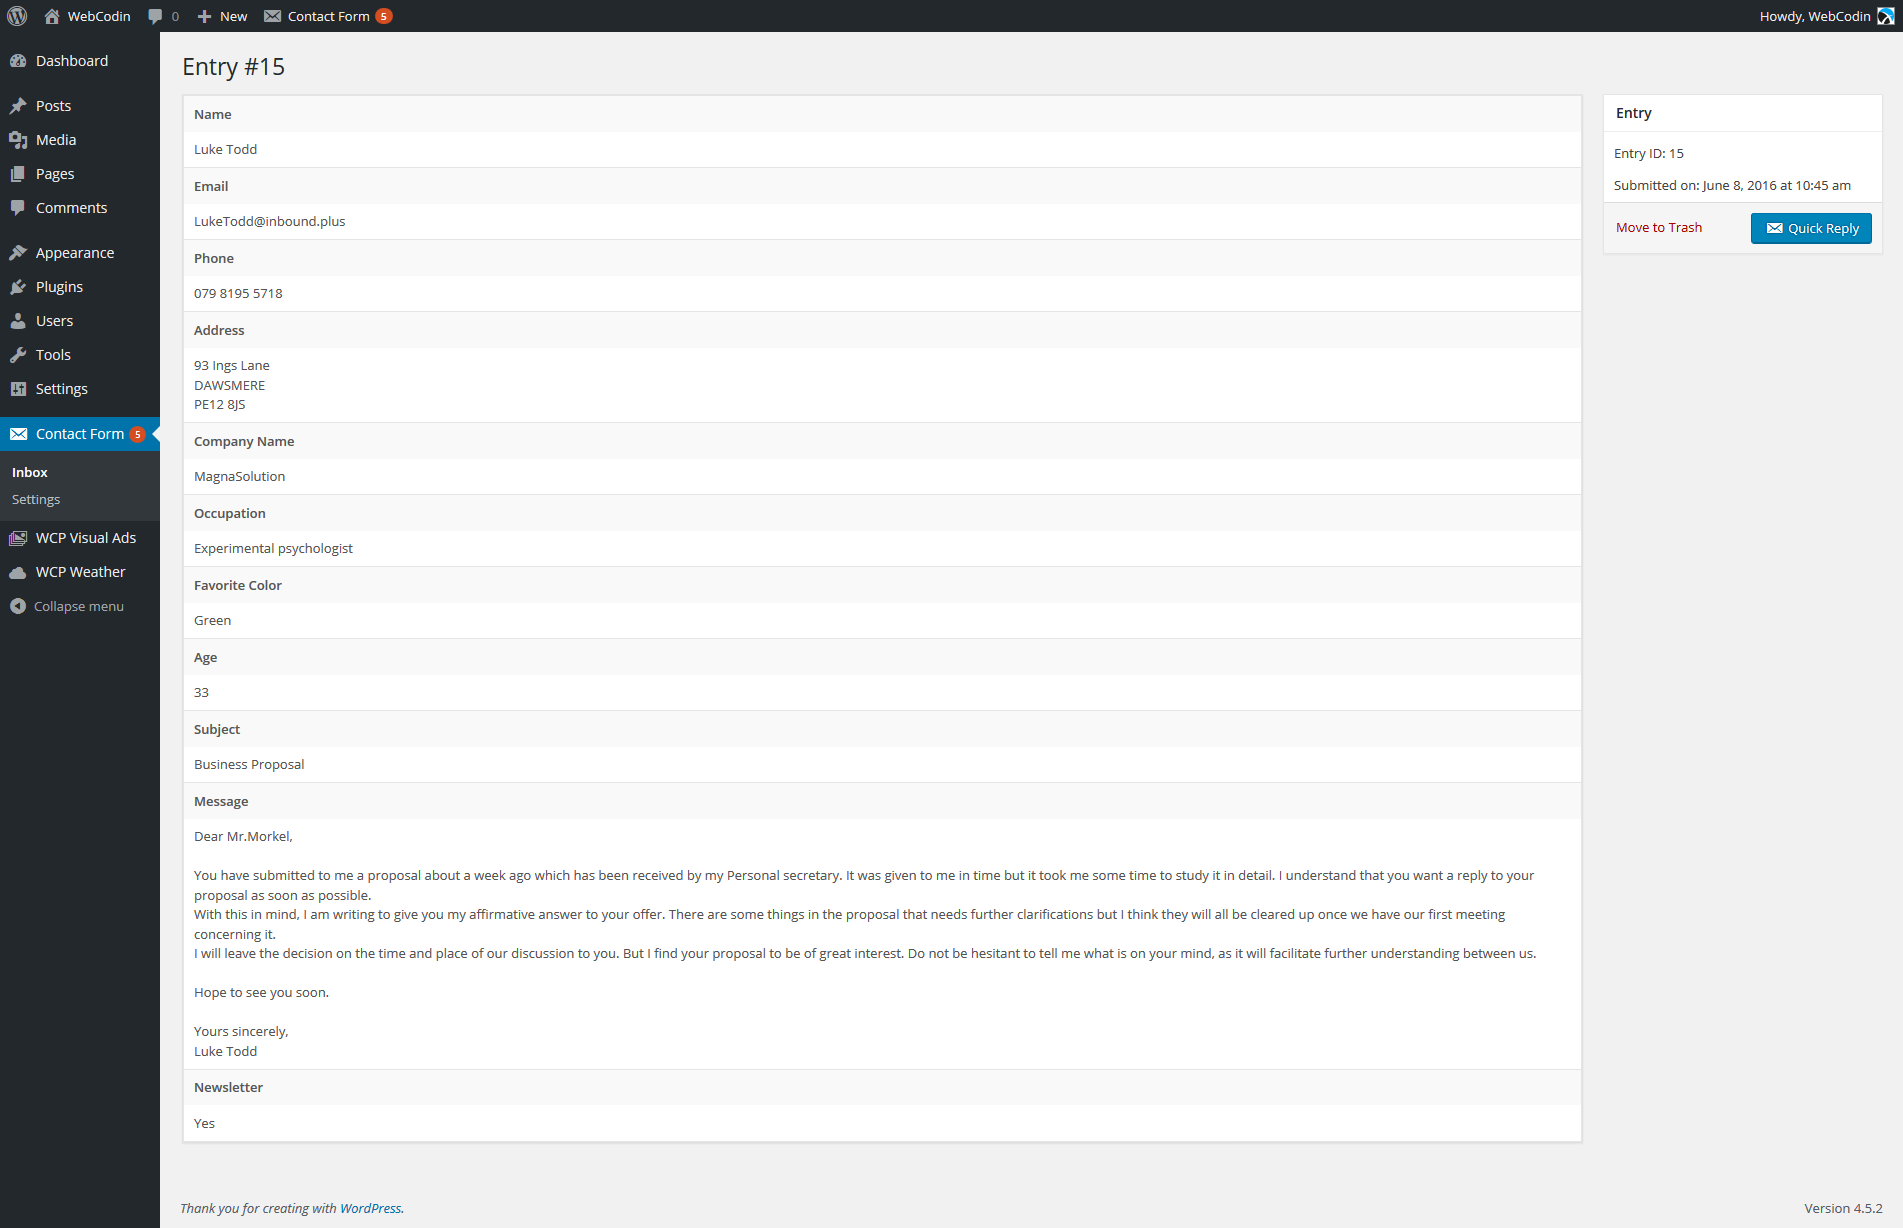 WebCodin 0 New Contact Form 5 Howdy, WebCodin
Dashboard
Posts
Media
Pages
Comments
Appearance
Plugins
Users
Tools
Settings
Contact Form 5
Inbox
Settings
WCP Visual Ads
WCP Weather
Collapse menu
Entry #15
Name
Luke Todd
Email
LukeTodd@inbound.plus
Phone
079 8195 5718
Address
93 Ings Lane
DAWSMERE
PE12 8JS
Company Name
MagnaSolution
Occupation
Experimental psychologist
Favorite Color
Green
Age
33
Subject
Business Proposal
Message
Dear Mr.Morkel,
You have submitted to me a proposal about a week ago which has been received by my Personal secretary. It was given to me in time but it took me some time to study it in detail. I understand that you want a reply to your
proposal as soon as possible.
With this in mind, I am writing to give you my affirmative answer to your offer. There are some things in the proposal that needs further clarifications but I think they will all be cleared up once we have our first meeting
concerning it.
I will leave the decision on the time and place of our discussion to you. But I find your proposal to be of great interest. Do not be hesitant to tell me what is on your mind, as it will facilitate further understanding between us.
Hope to see you soon.
Yours sincerely,
Luke Todd
Newsletter
Yes
Entry
Entry ID: 15
Submitted on: June 8, 2016 at 10:45 am
Move to Trash Quick Reply
Thank you for creating with WordPress.
Version 4.5.2